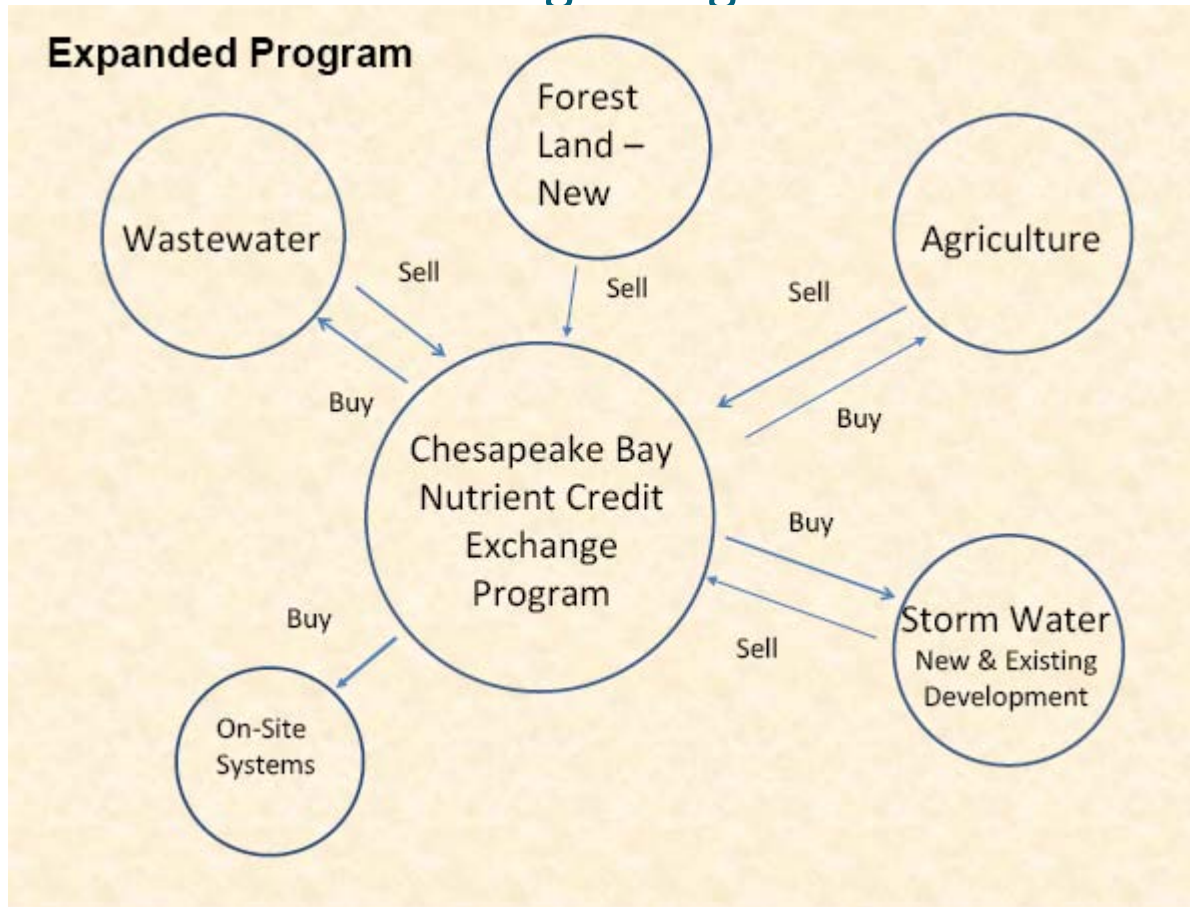 Expanded Program
Forest
Land –
New
Wastewater
Agriculture
Sell
Sell
Sell
Buy
Buy
Chesapeake Bay
Nutrient Credit
Exchange
Program
Buy
Sell
Storm Water
New & Existing
Development
Buy
On-Site
Systems